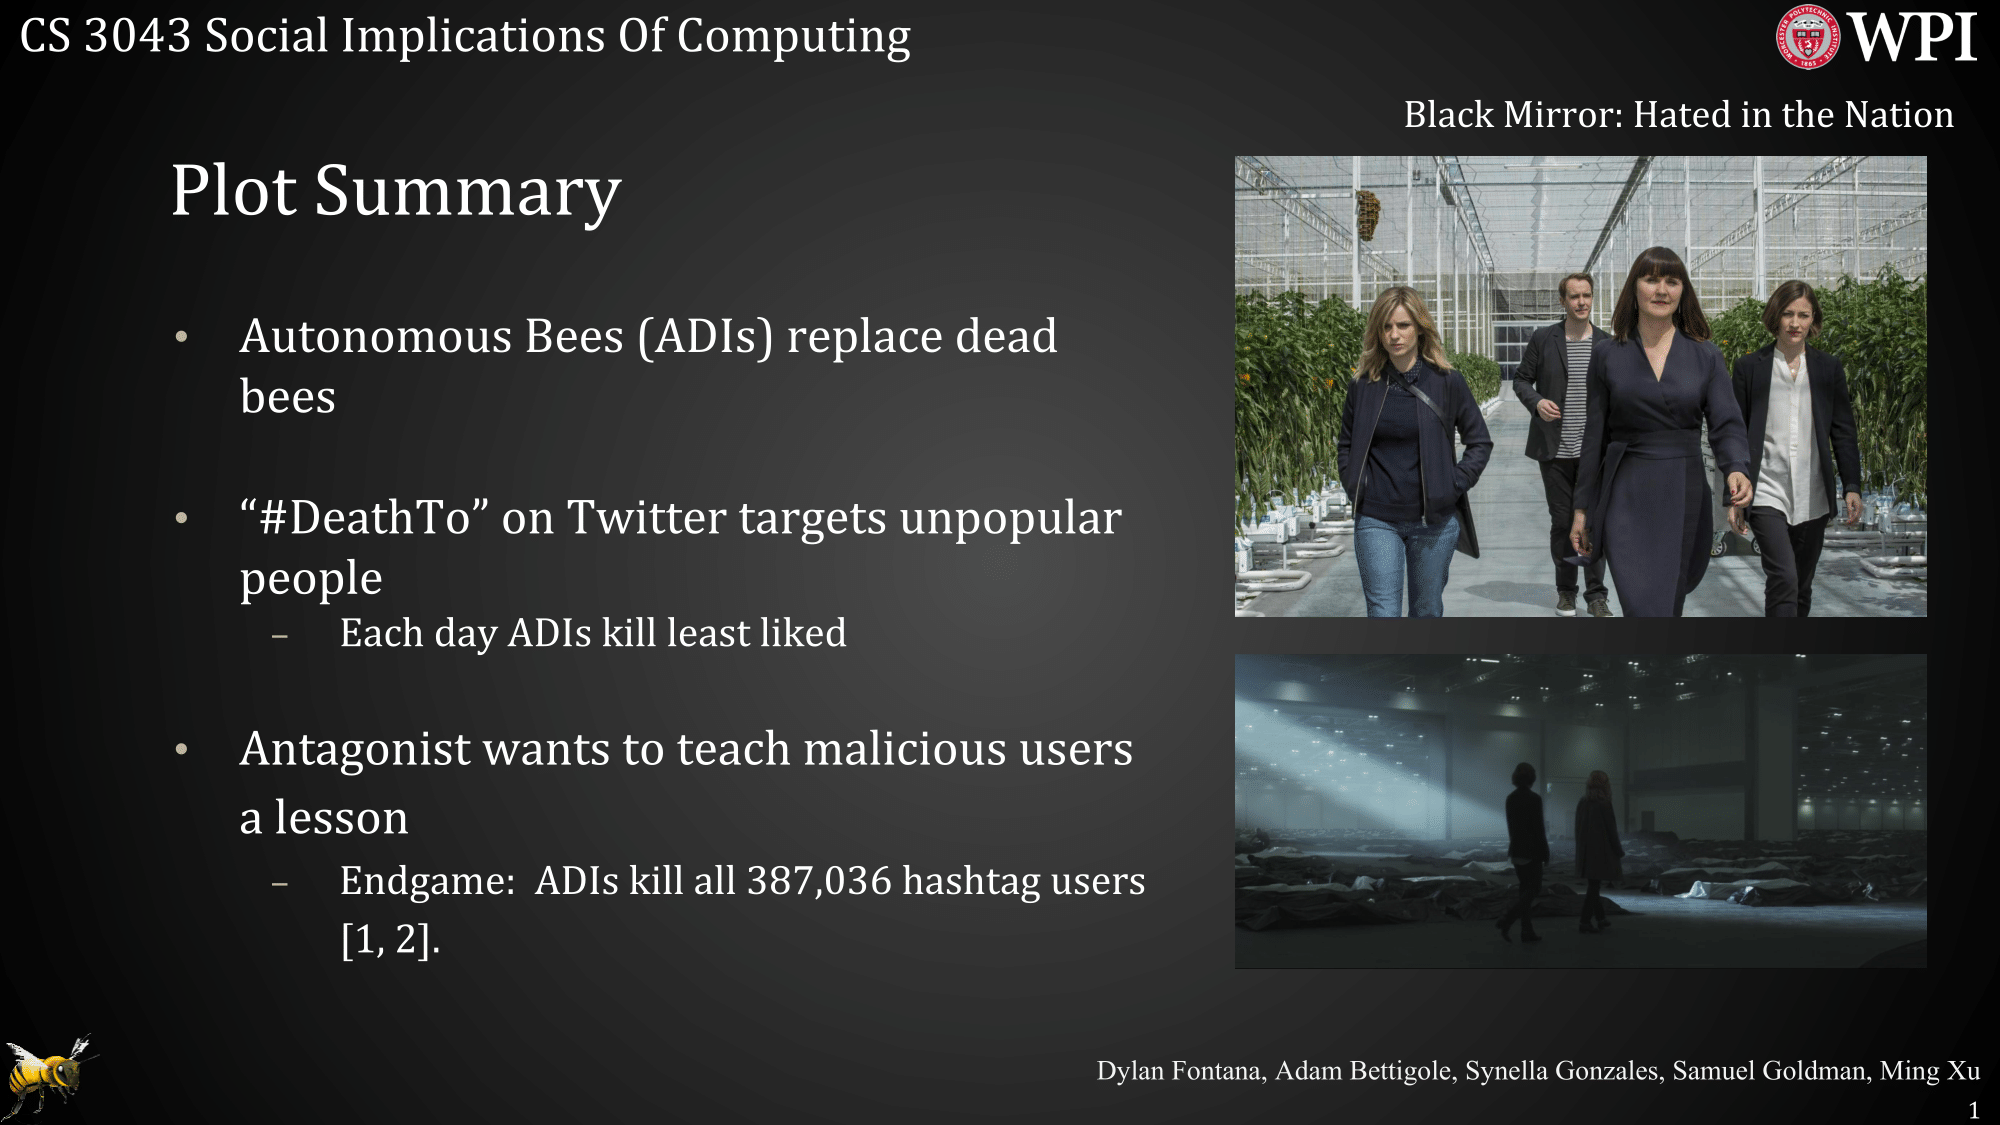 CS 3043 Social Implications Of Computing
WPI
Black Mirror: Hated in the Nation
Plot Summary
• Autonomous Bees (ADIs) replace dead
bees
• “#DeathTo” on Twitter targets unpopular
people
– Each day ADIs kill least liked
• Antagonist wants to teach malicious users
a lesson
– Endgame:  ADIs kill all 387,036 hashtag users
[1, 2].
Dylan Fontana, Adam Bettigole, Synella Gonzales, Samuel Goldman, Ming Xu
1